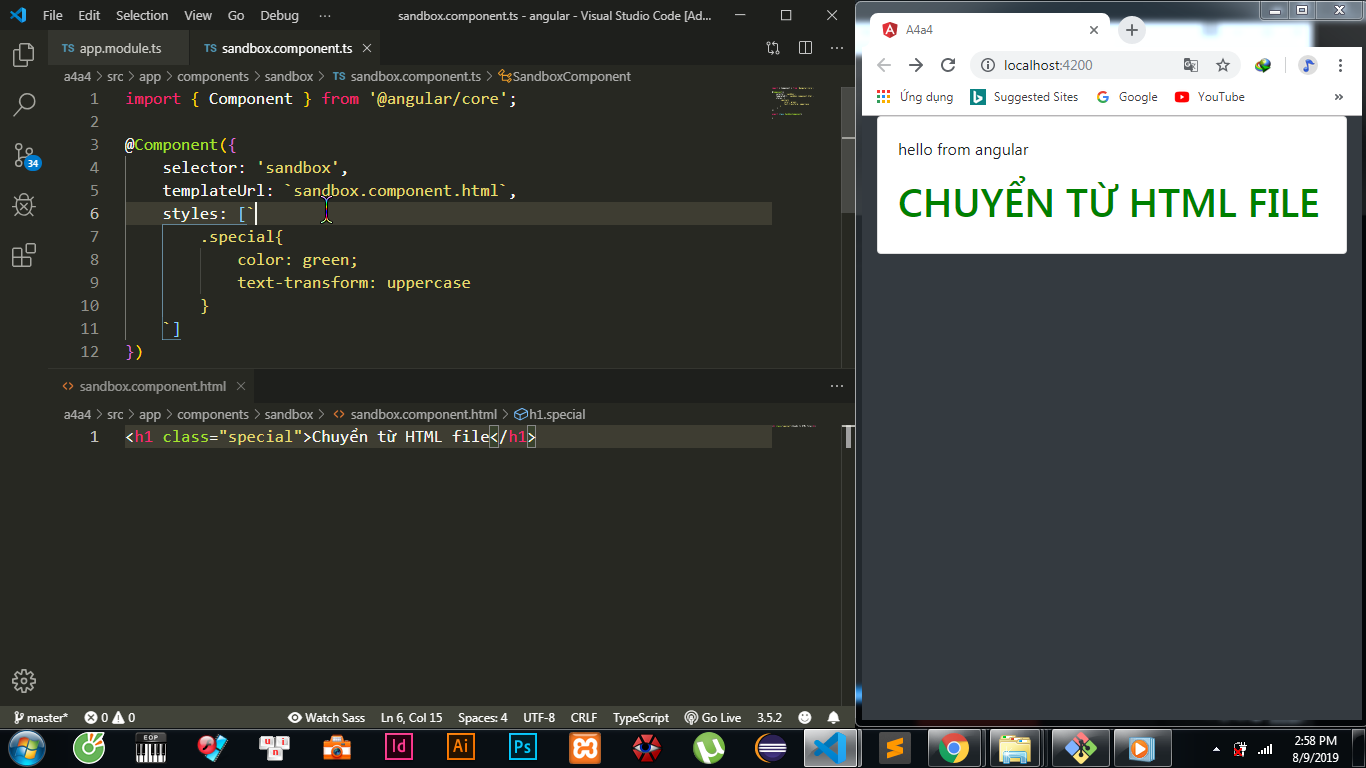 File Edit Selection View Go Debug ··· sandbox.component.ts - angular - Visual Studio Code [Ad...
TS app.module.ts TS sandbox.component.ts
a4a4 > src > app > components > sandbox > TS sandbox.component.ts > SandboxComponent
1 import { Component } from '@angular/core';
2
3 @Component({
4 selector: 'sandbox',
5 templateUrl: `sandbox.component.html`,
6 styles: [`
7 .special{
8 color: green;
9 text-transform: uppercase
10 }
11 `]
12 })
34
sandbox.component.html
a4a4 > src > app > components > sandbox > sandbox.component.html > h1.special
1 <h1 class="special">Chuyển từ HTML file</h1>
master* 0 0 Watch Sass Ln 6, Col 15 Spaces: 4 UTF-8 CRLF TypeScript Go Live 3.5.2
A4a4
localhost:4200
Ứng dụng Suggested Sites Google YouTube »
hello from angular
CHUYỂN TỪ HTML FILE
EOP
u n i n
Id
Ai
Ps
2:58 PM
8/9/2019